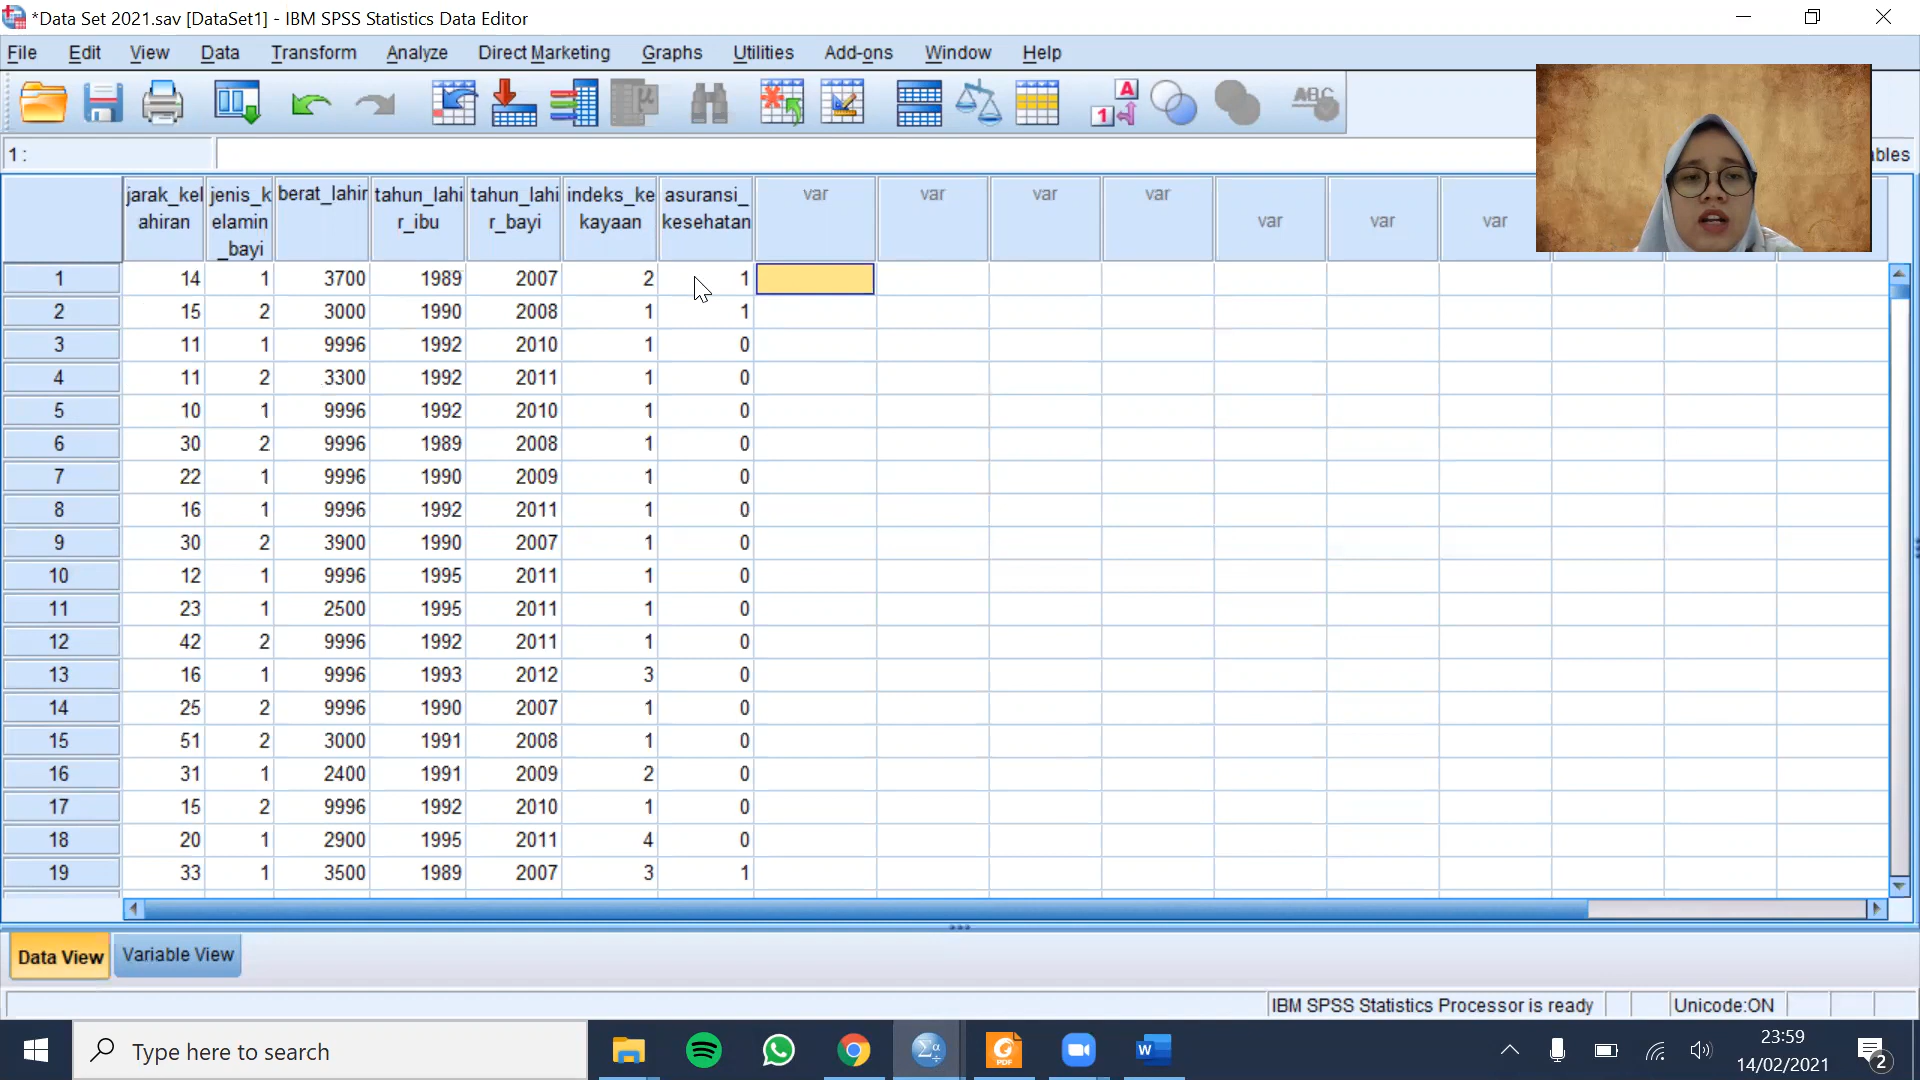 *Data Set 2021.sav [DataSet1] - IBM SPSS Statistics Data Editor
File Edit View Data Transform Analyze Direct Marketing Graphs Utilities Add-ons Window Help
A
1
ABC
1 :
ables
jarak_kel
ahiran
jenis_k
elamin
_bayi
berat_lahir
tahun_lahi
r_ibu
tahun_lahi
r_bayi
indeks_ke
kayaan
asuransi_
kesehatan
var var var var var var var
1 14 1 3700 1989 2007 2 1
2 15 2 3000 1990 2008 1 1
3 11 1 9996 1992 2010 1 0
4 11 2 3300 1992 2011 1 0
5 10 1 9996 1992 2010 1 0
6 30 2 9996 1989 2008 1 0
7 22 1 9996 1990 2009 1 0
8 16 1 9996 1992 2011 1 0
9 30 2 3900 1990 2007 1 0
10 12 1 9996 1995 2011 1 0
11 23 1 2500 1995 2011 1 0
12 42 2 9996 1992 2011 1 0
13 16 1 9996 1993 2012 3 0
14 25 2 9996 1990 2007 1 0
15 51 2 3000 1991 2008 1 0
16 31 1 2400 1991 2009 2 0
17 15 2 9996 1992 2010 1 0
18 20 1 2900 1995 2011 4 0
19 33 1 3500 1989 2007 3 1
Data View Variable View
IBM SPSS Statistics Processor is ready Unicode:ON
Type here to search
PDF
W
23:59
14/02/2021
2